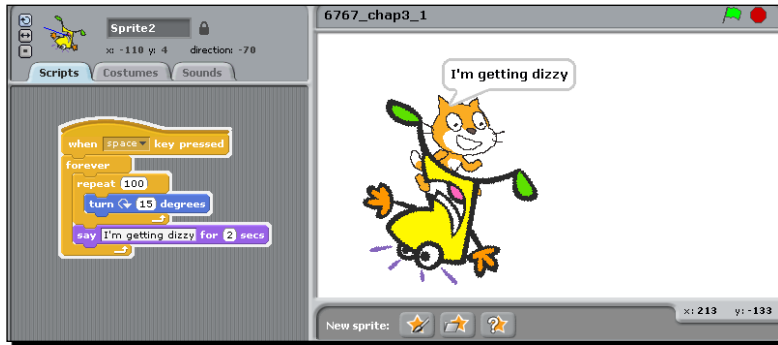 Sprite2
x: -110 y: 4 direction: -70
Scripts
Costumes
Sounds
when space key pressed
forever
repeat 100
turn 15 degrees
say I'm getting dizzy for 2 secs
6767_chap3_1
I'm getting dizzy
New sprite:
x: 213 y: -133